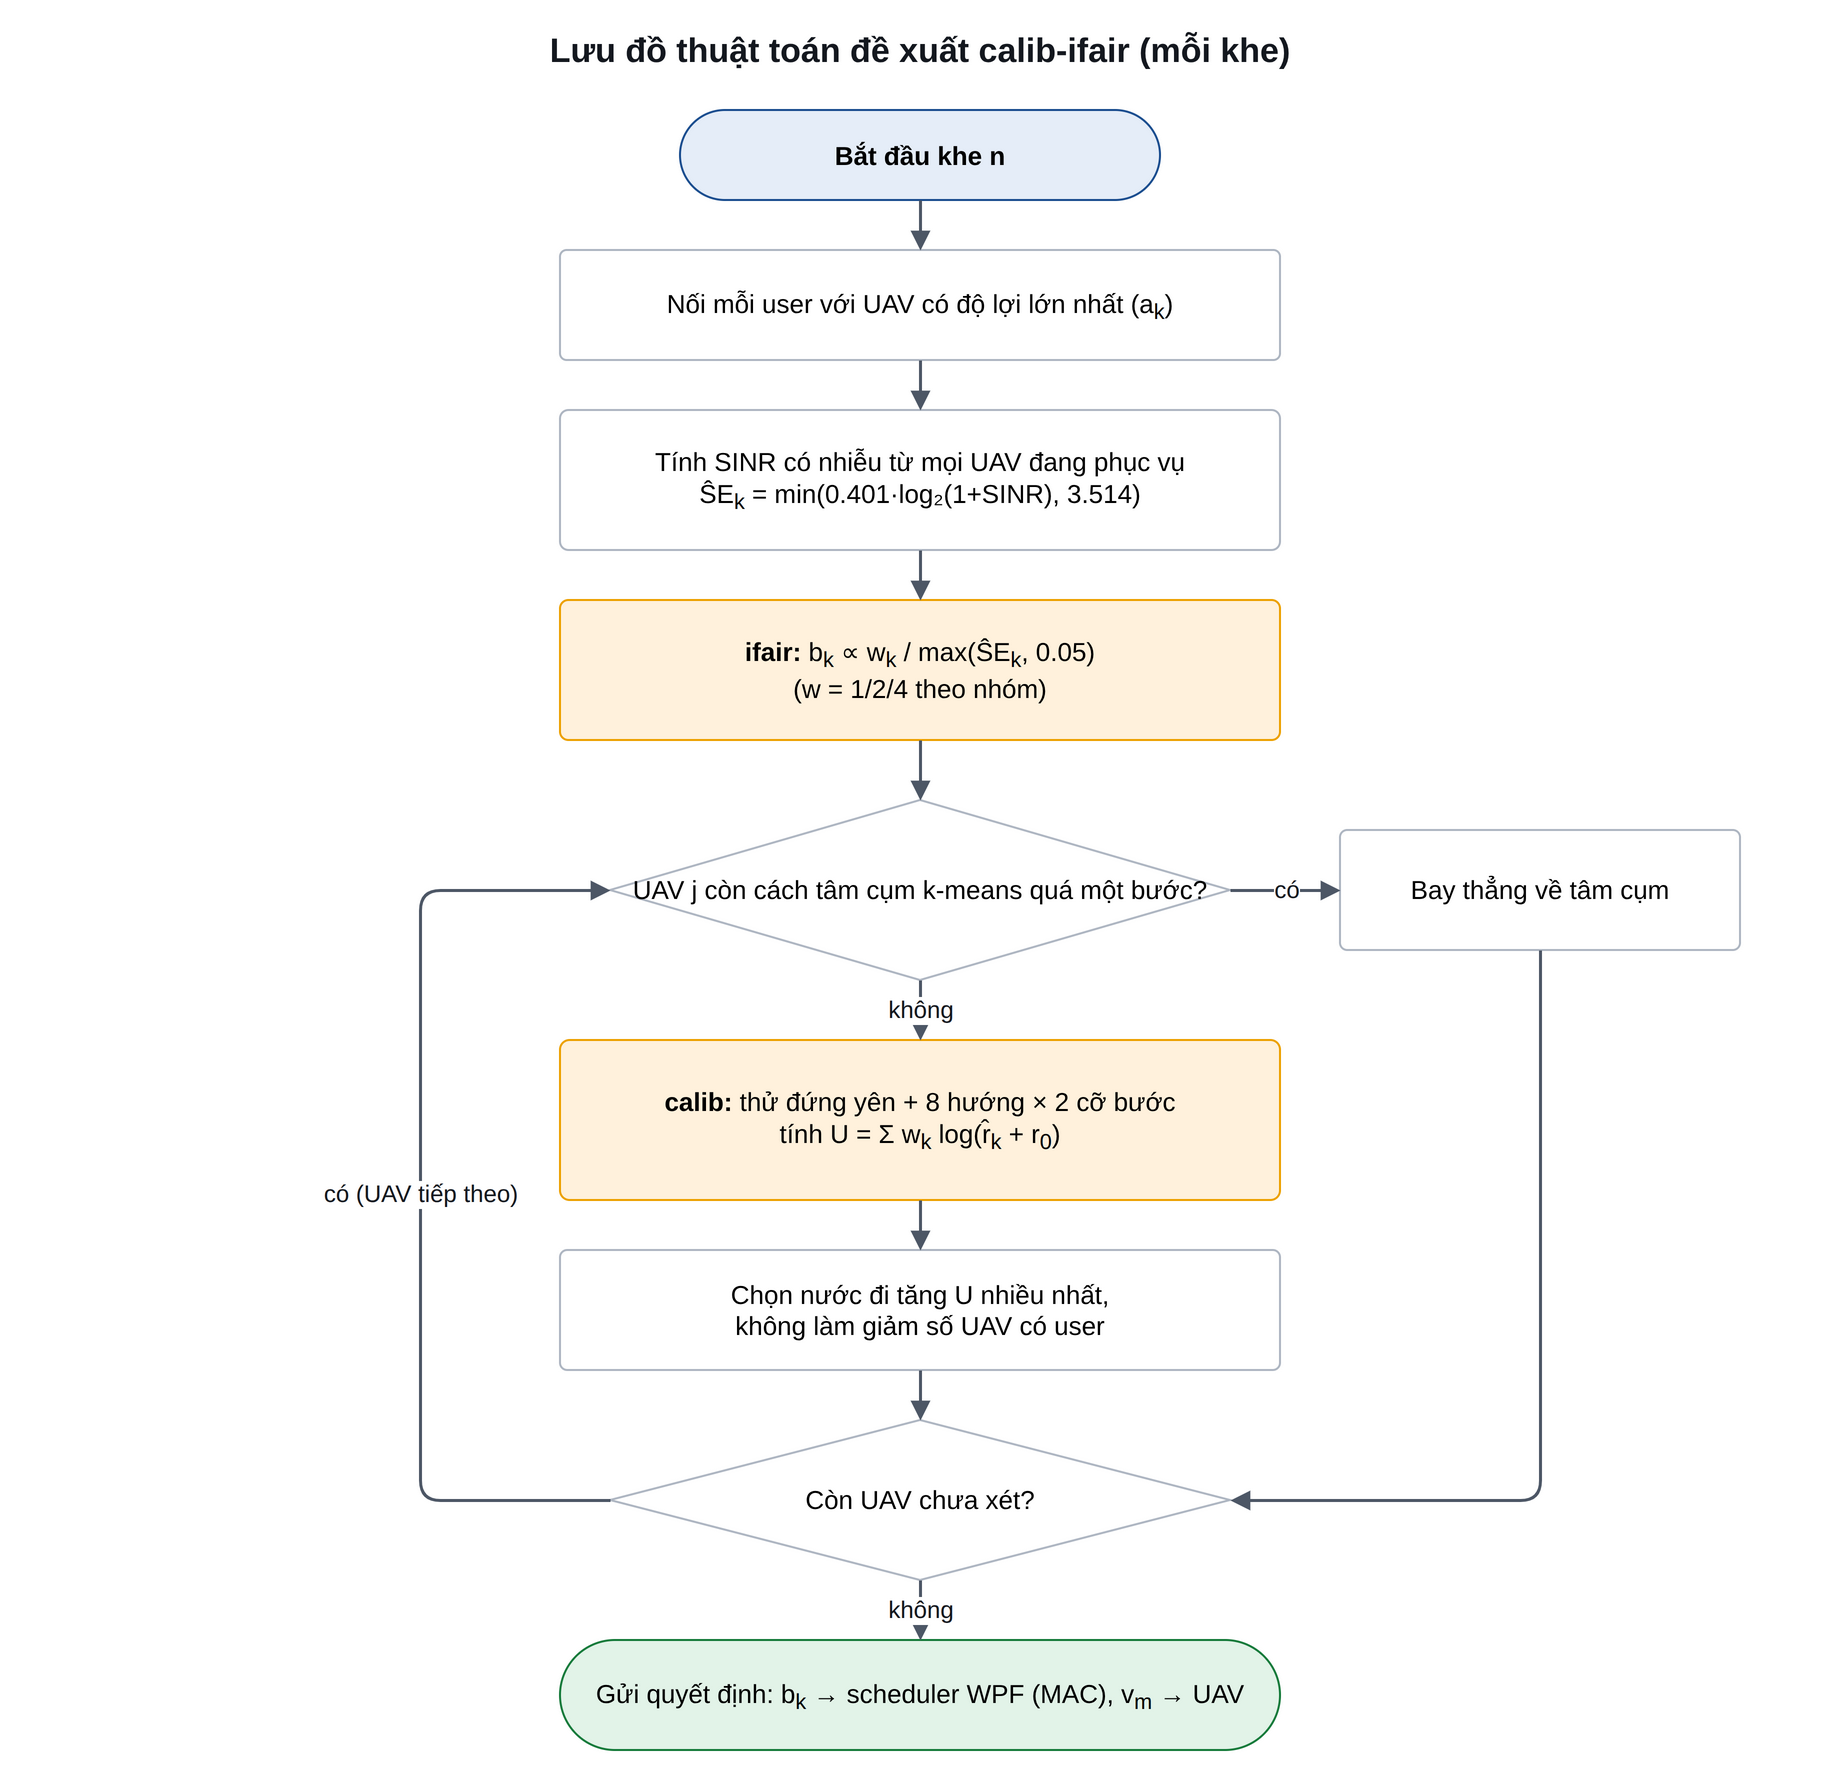 Lưu đồ thuật toán đề xuất calib-ifair (mỗi khe)
Bắt đầu khe n
Nối mỗi user với UAV có độ lợi lớn nhất (aₖ)
Tính SINR có nhiễu từ mọi UAV đang phục vụ
ŜEₖ = min(0.401·log₂(1+SINR), 3.514)
ifair: bₖ ∝ wₖ / max(ŜEₖ, 0.05)
(w = 1/2/4 theo nhóm)
UAV j còn cách tâm cụm k-means quá một bước?
có
Bay thẳng về tâm cụm
không
calib: thử đứng yên + 8 hướng × 2 cỡ bước
tính U = Σ wₖ log(r̂ₖ + r₀)
có (UAV tiếp theo)
Chọn nước đi tăng U nhiều nhất,
không làm giảm số UAV có user
Còn UAV chưa xét?
không
Gửi quyết định: bₖ → scheduler WPF (MAC), vₘ → UAV